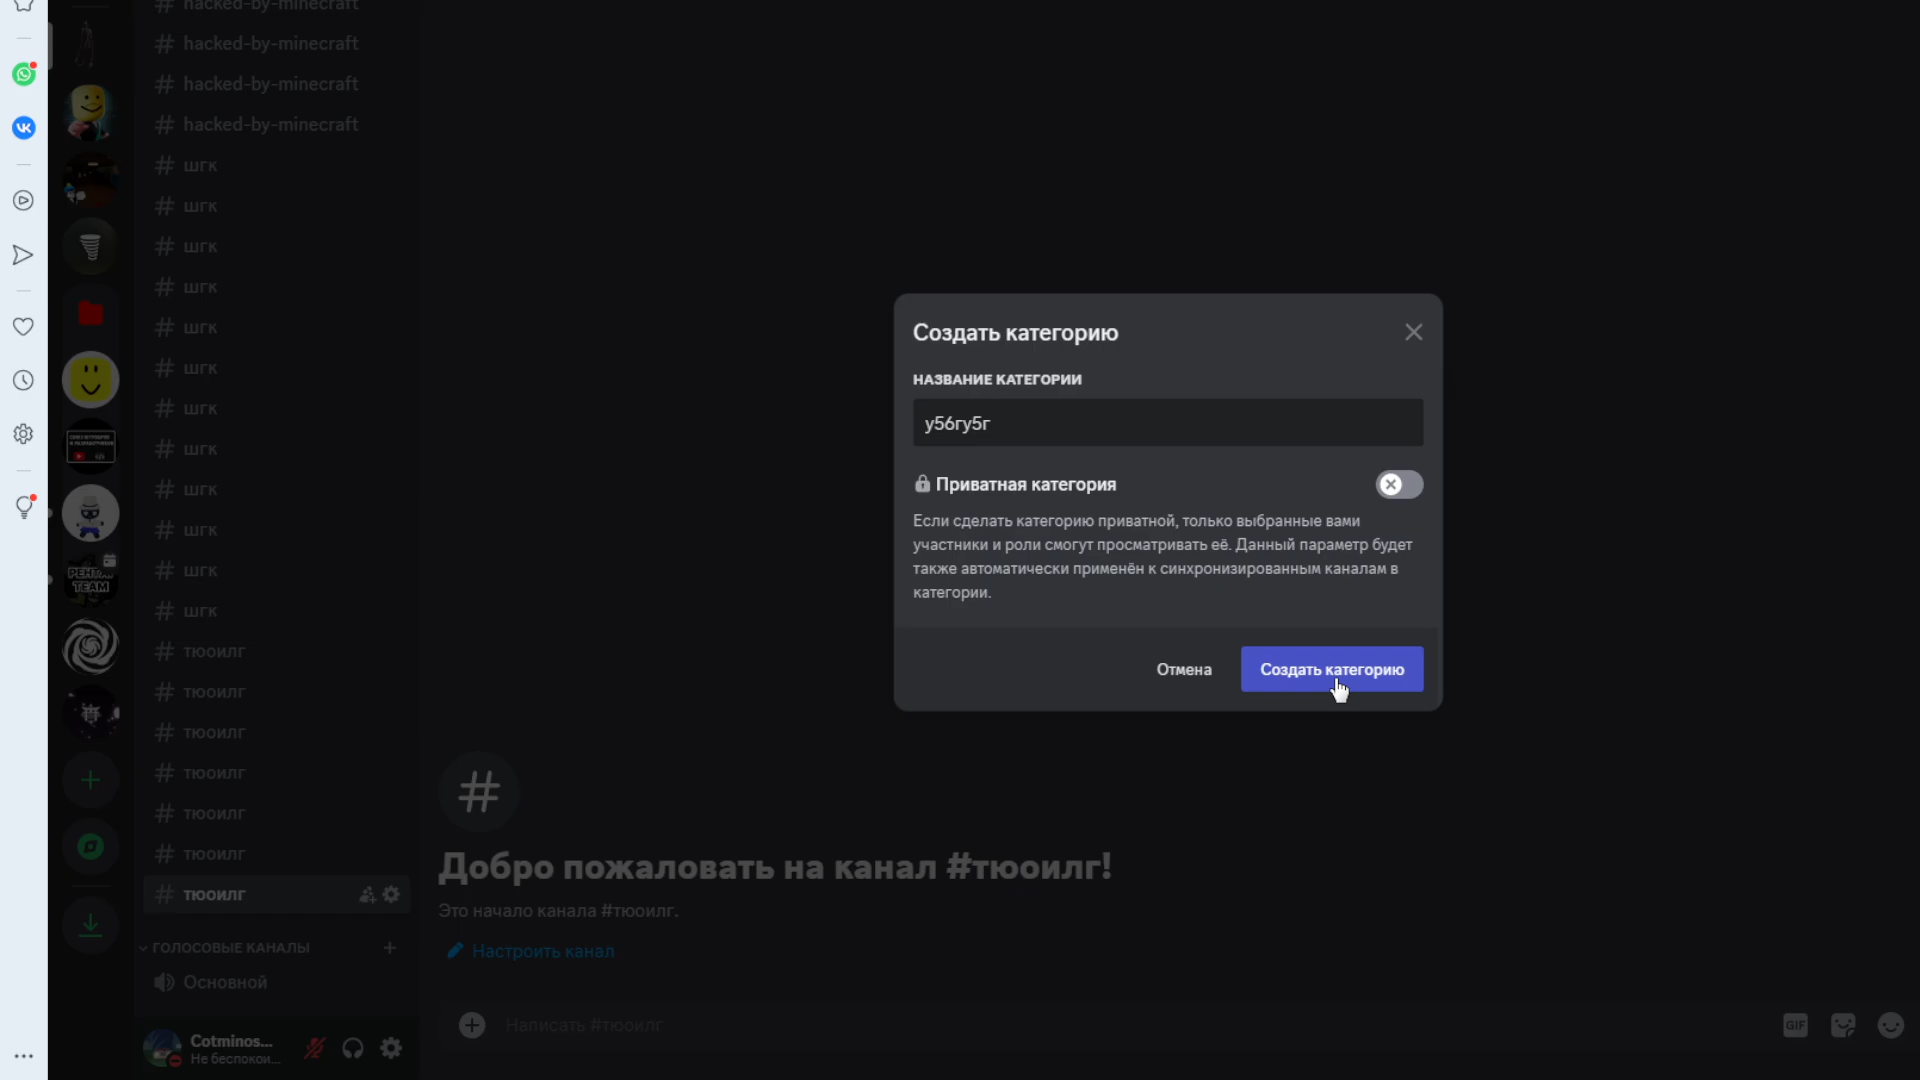 # hacked-by-minecraft
# hacked-by-minecraft
# hacked-by-minecraft
# hacked-by-minecraft
# шгк
# шгк
# шгк
# шгк
# шгк
# шгк
# шгк
# шгк
# шгк
# шгк
# шгк
# шгк
# тюоилг
# тюоилг
# тюоилг
# тюоилг
# тюоилг
# тюоилг
# тюоилг
ГОЛОСОВЫЕ КАНАЛЫ
Основной
Cotminos...
Не беспокои...
Создать категорию
НАЗВАНИЕ КАТЕГОРИИ
у56гу5г
Приватная категория
Если сделать категорию приватной, только выбранные вами
участники и роли смогут просматривать её. Данный параметр будет
также автоматически применён к синхронизированным каналам в
категории.
Отмена
Создать категорию
#
Добро пожаловать на канал #тюоилг!
Это начало канала #тюоилг.
Настроить канал
Написать #тюоилг
GIF